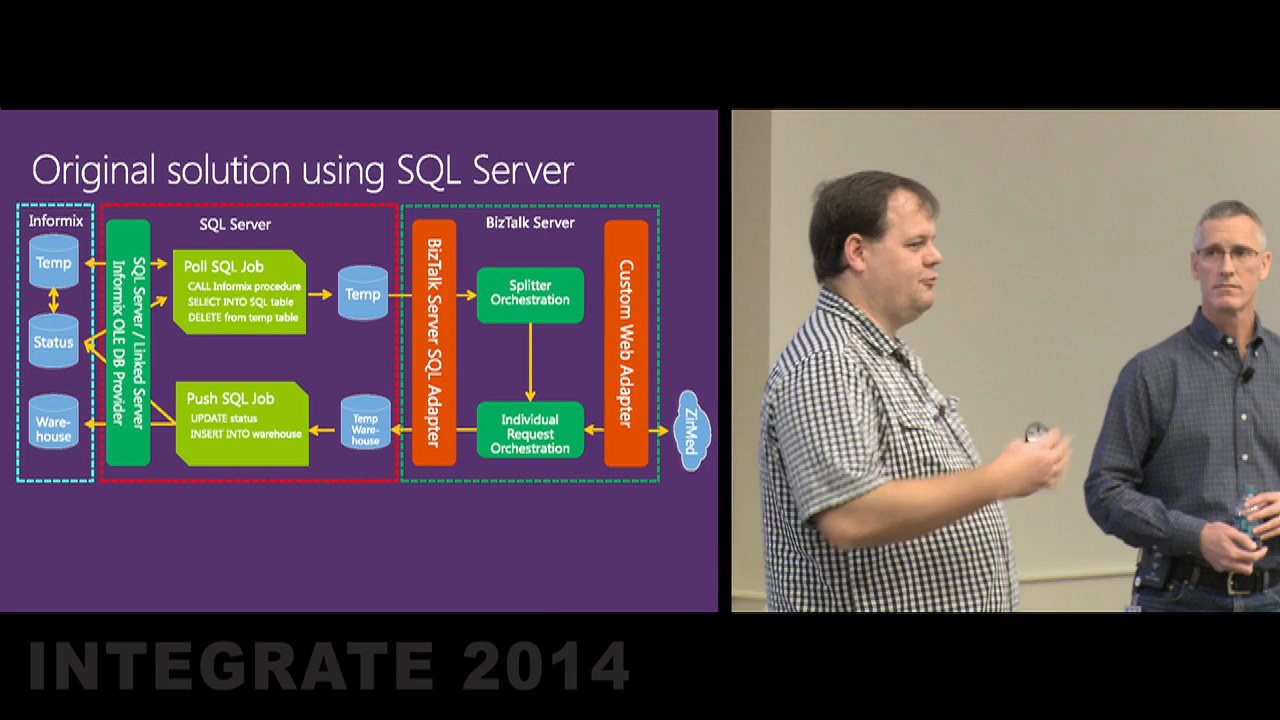 Original solution using SQL Server
Informix
SQL Server
BizTalk Server
Temp
Status
Ware-
house
SQL Server / Linked Server
Informix OLE DB Provider
Poll SQL Job
CALL Informix procedure
SELECT INTO SQL table
DELETE from temp table
Push SQL Job
UPDATE status
INSERT INTO warehouse
Temp
Temp
Ware-
house
BizTalk Server SQL Adapter
Splitter
Orchestration
Individual
Request
Orchestration
Custom Web Adapter
ZirMed
INTEGRATE 2014